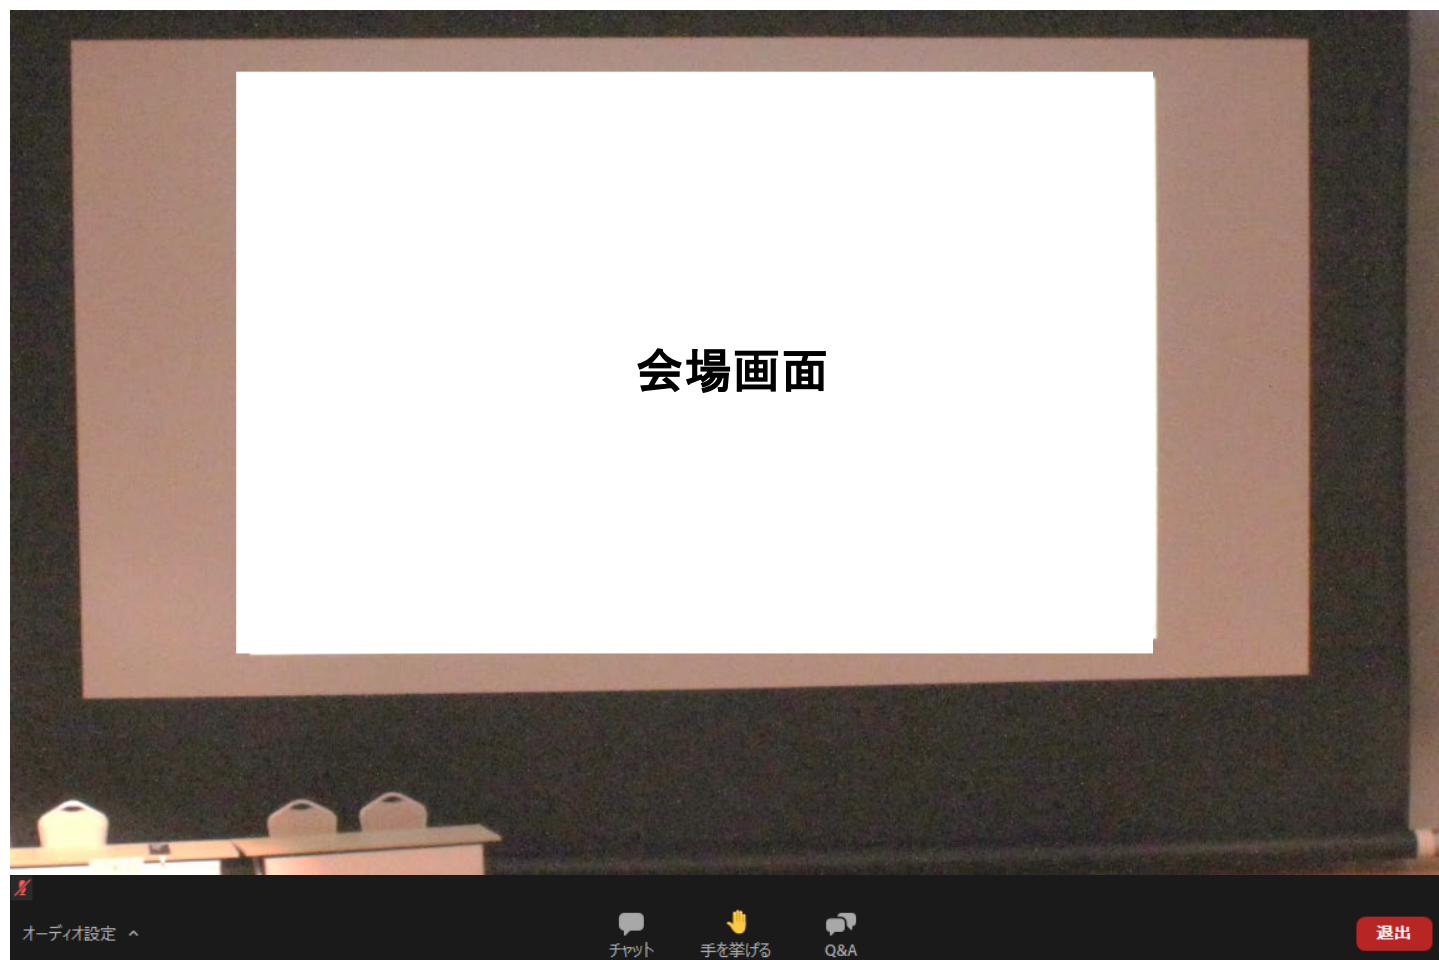 会場画面
オーディオ設定
チャット
手を挙げる
Q&A
退出